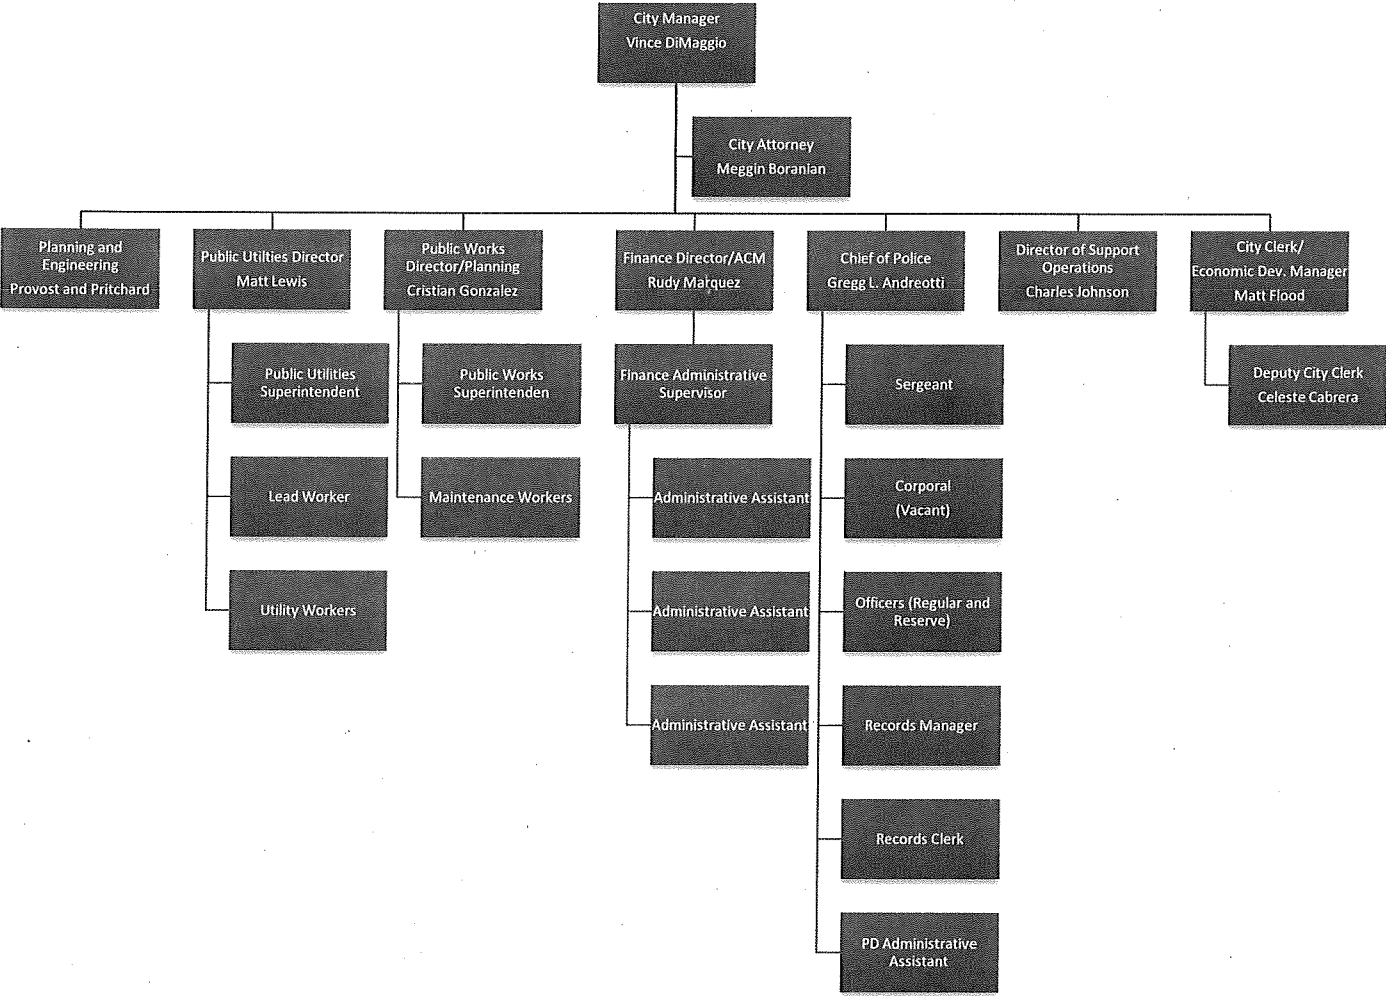 City Manager
Vince DiMaggio
City Attorney
Meggin Boranian
Planning and
Engineering
Provost and Pritchard
Public Utilties Director
Matt Lewis
Public Works
Director/Planning
Cristian Gonzalez
Finance Director/ACM
Rudy Marquez
Chief of Police
Gregg L. Andreotti
Director of Support
Operations
Charles Johnson
City Clerk/
Economic Dev. Manager
Matt Flood
Public Utilities
Superintendent
Lead Worker
Utility Workers
Public Works
Superintenden
Maintenance Workers
Finance Administrative
Supervisor
Administrative Assistant
Administrative Assistant
Administrative Assistant
Sergeant
Corporal
(Vacant)
Officers (Regular and
Reserve)
Records Manager
Records Clerk
PD Administrative
Assistant
Deputy City Clerk
Celeste Cabrera